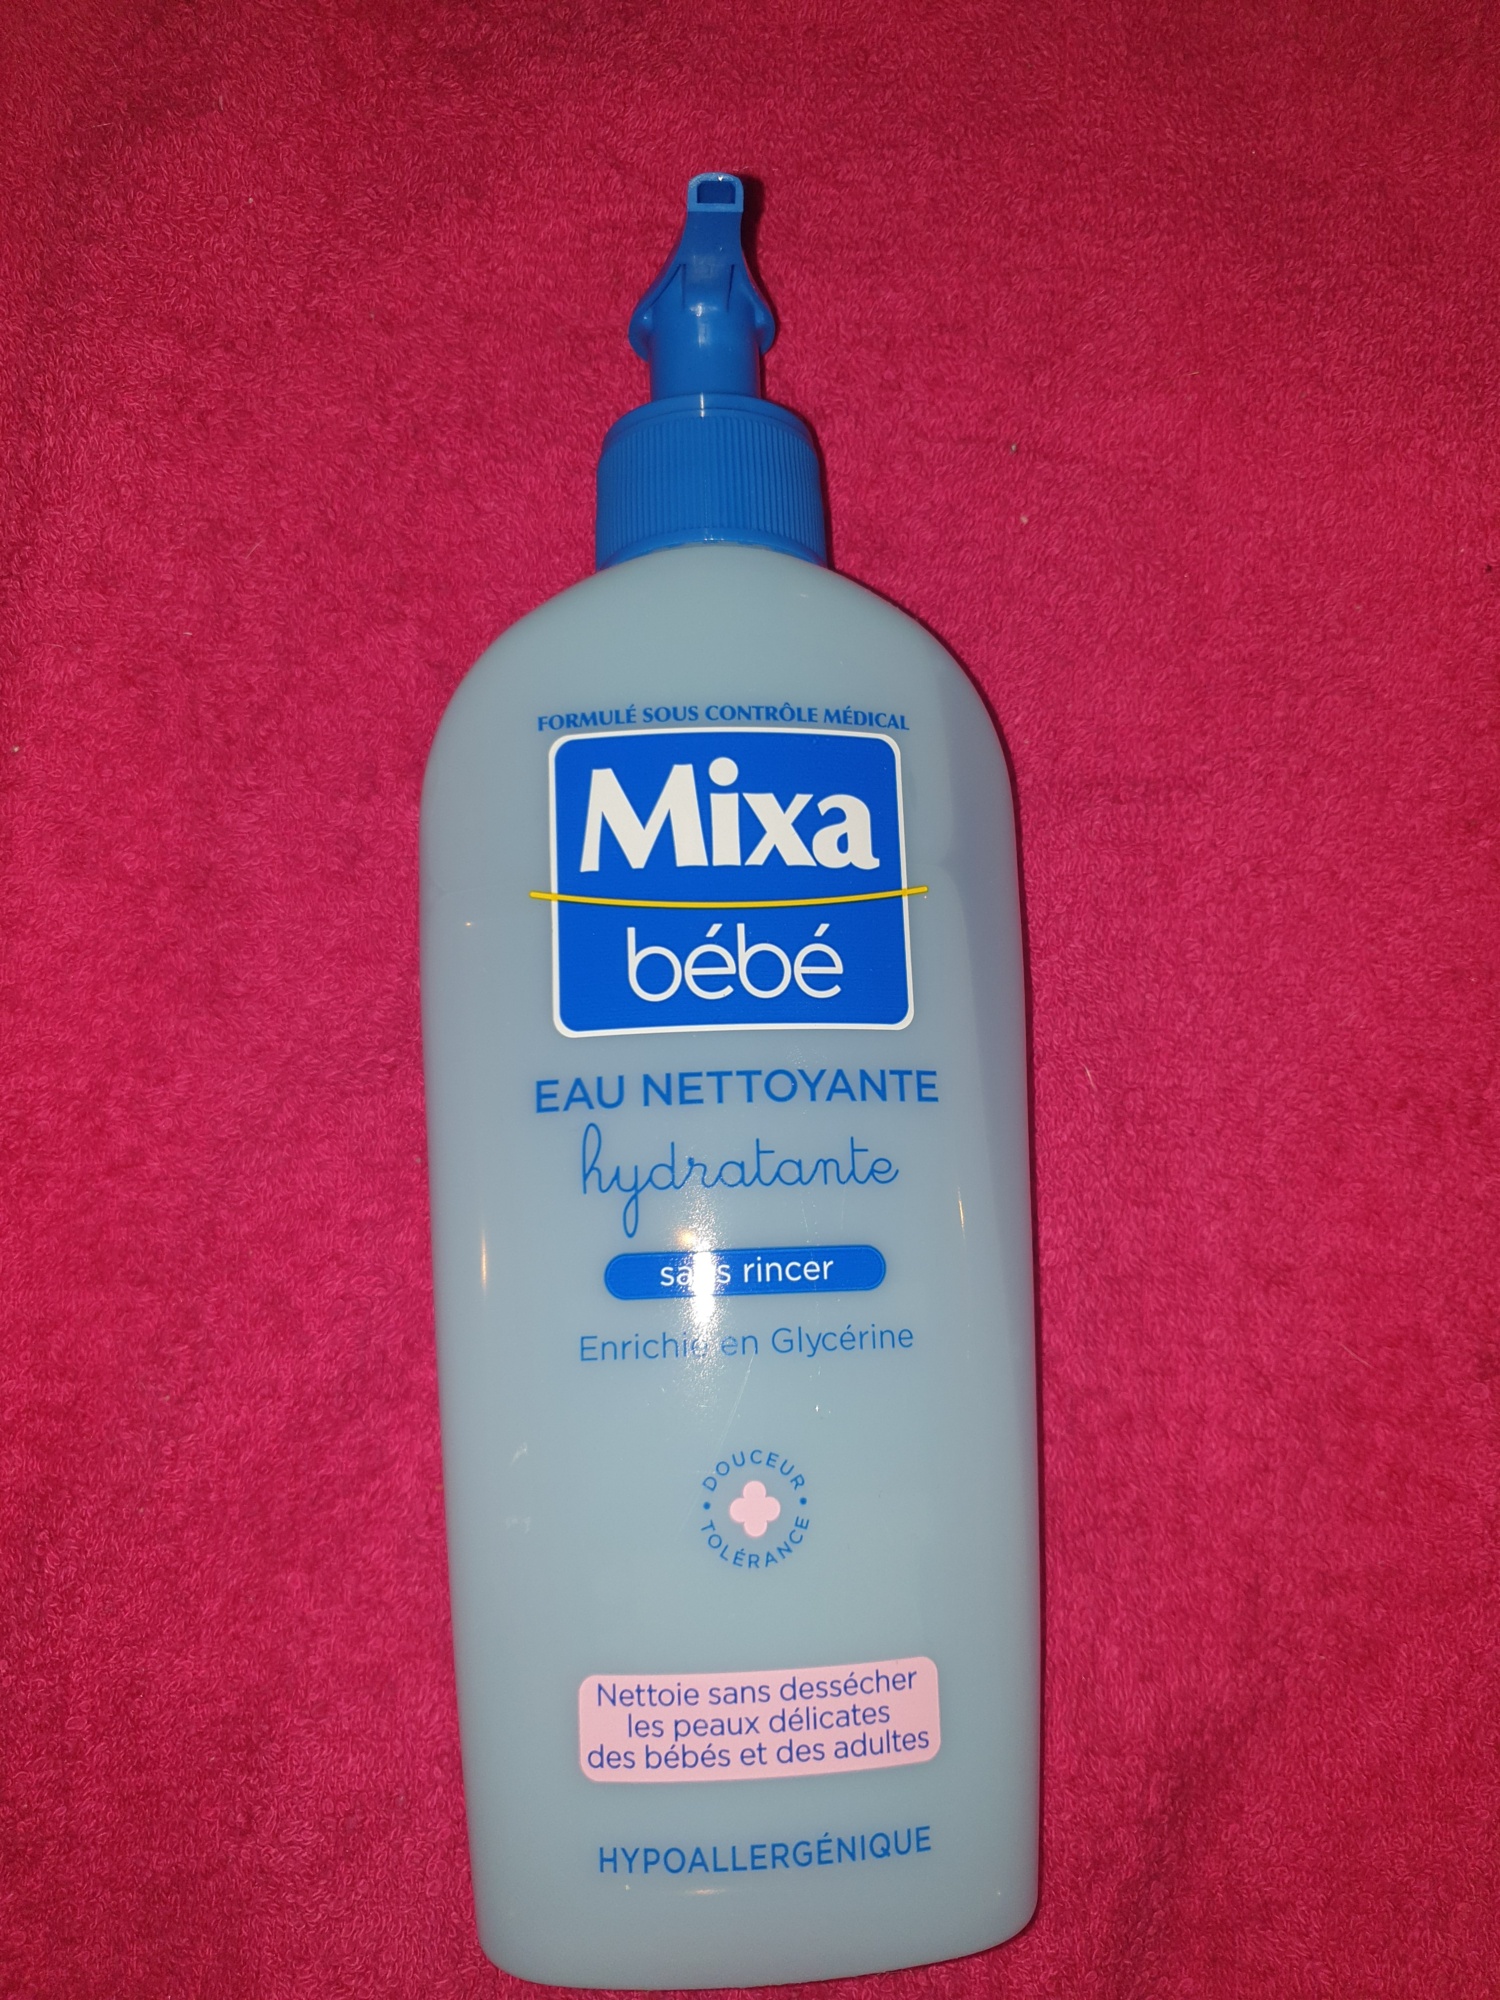 FORMULÉ SOUS CONTRÔLE MÉDICAL
Mixa
bébé
EAU NETTOYANTE
hydratante
sans rincer
Enrichie en Glycérine
DOUCEUR
TOLÉRANCE
Nettoie sans dessécher
les peaux délicates
des bébés et des adultes
HYPOALLERGÉNIQUE